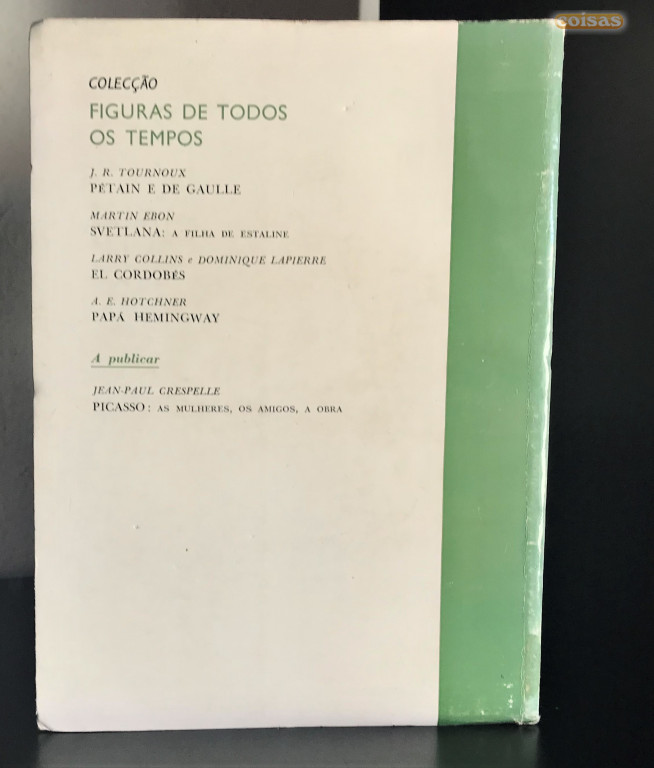 coisas
COLECÇÃO
FIGURAS DE TODOS
OS TEMPOS
J. R. TOURNOUX
PÉTAIN E DE GAULLE
MARTIN EBON
SVETLANA: A FILHA DE ESTALINE
LARRY COLLINS e DOMINIQUE LAPIERRE
EL CORDOBÉS
A. E. HOTCHNER
PAPÁ HEMINGWAY
A publicar
JEAN-PAUL CRESPELLE
PICASSO: AS MULHERES, OS AMIGOS, A OBRA